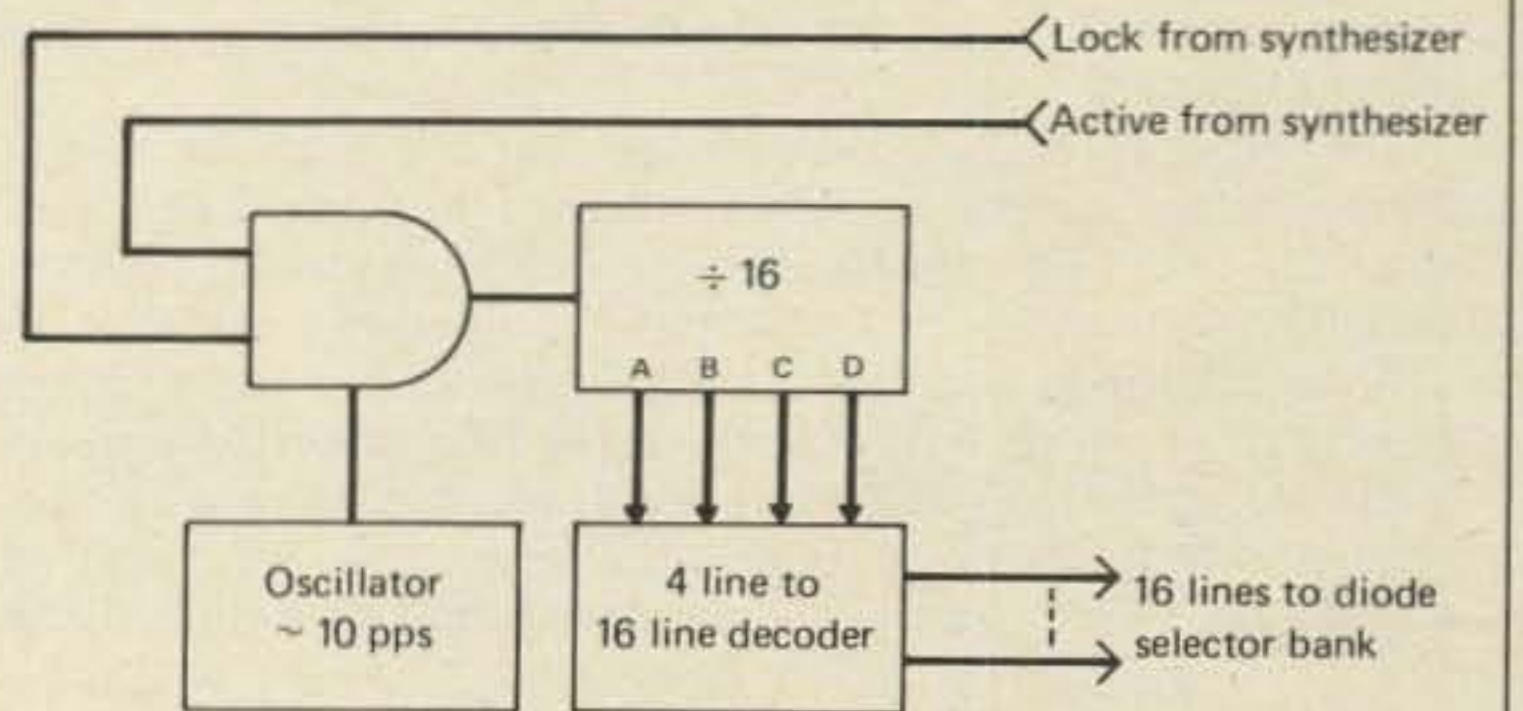 Lock from synthesizer
Active from synthesizer
÷ 16
A B C D
Oscillator
~ 10 pps
4 line to
16 line decoder
16 lines to diode
selector bank